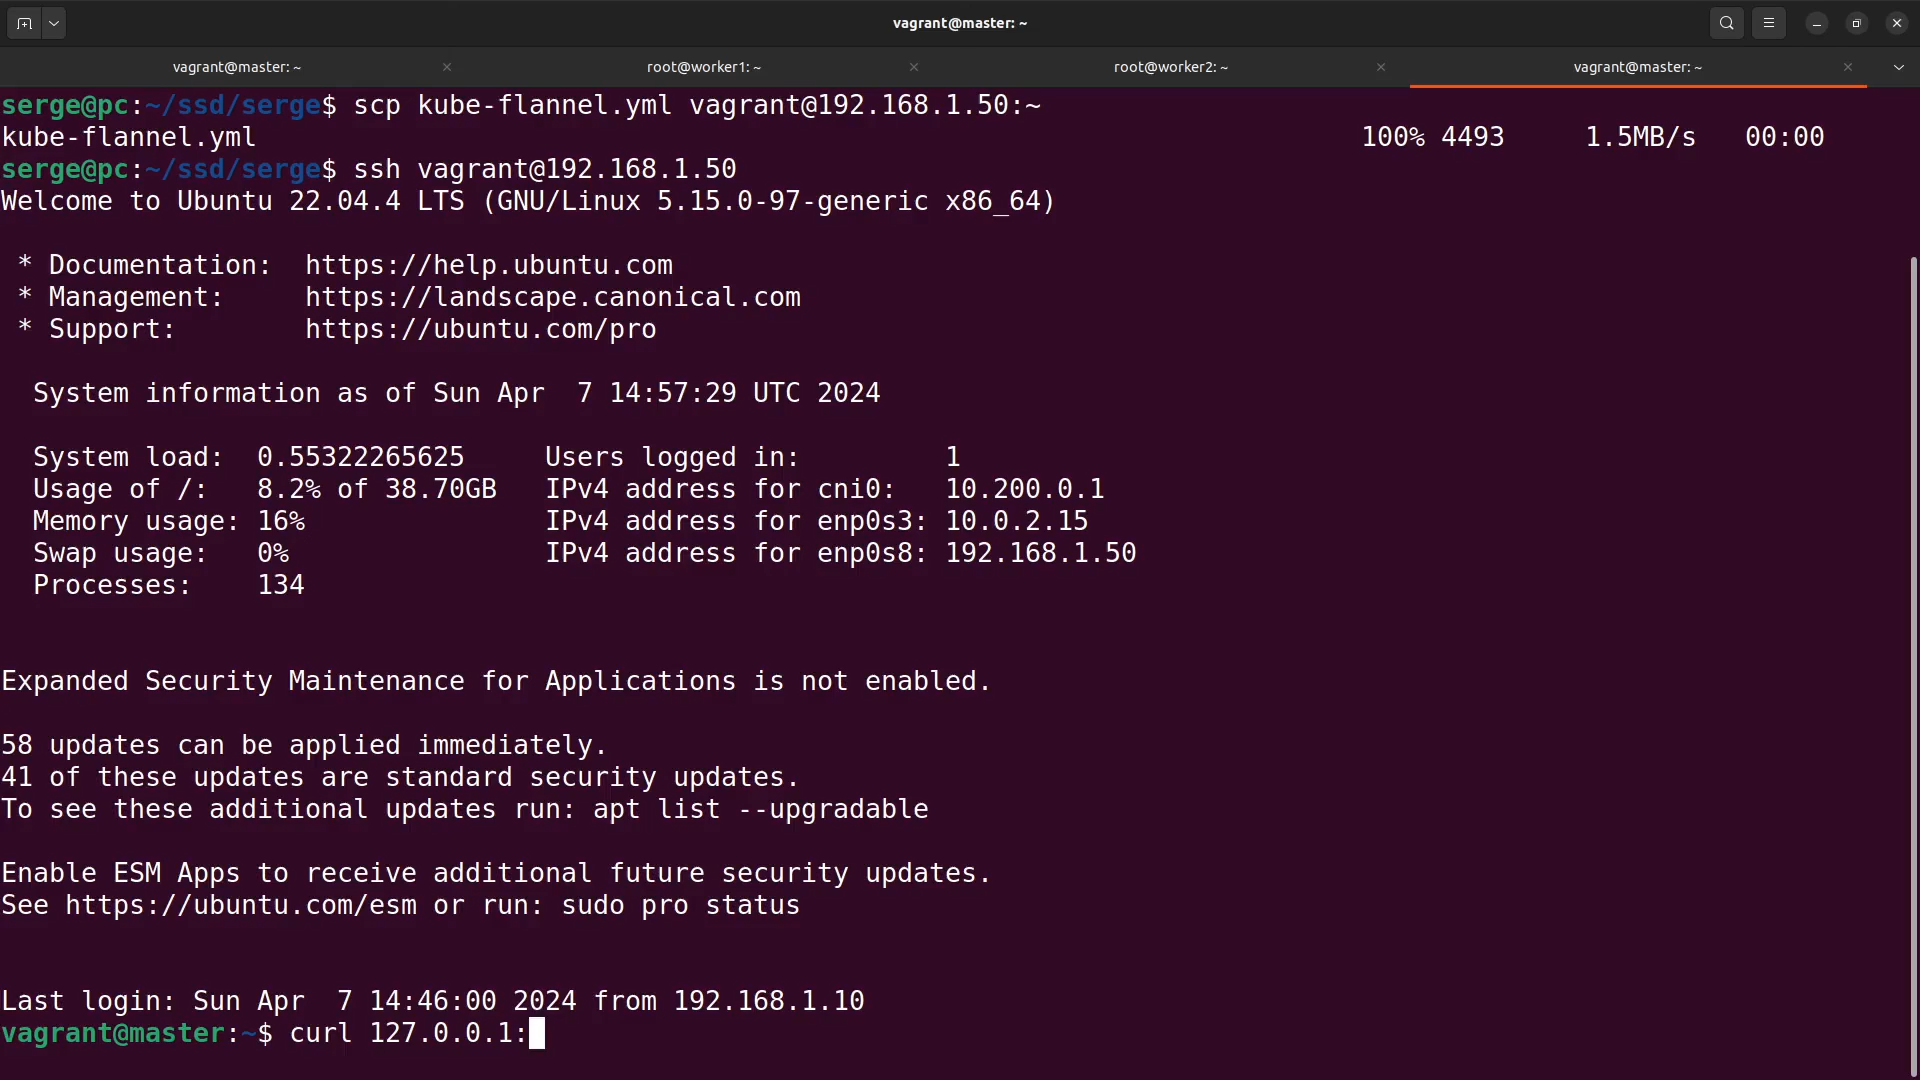 vagrant@master: ~
vagrant@master: ~
root@worker1: ~
root@worker2: ~
vagrant@master: ~
serge@pc:~/ssd/serge$ scp kube-flannel.yml vagrant@192.168.1.50:~
kube-flannel.yml 100% 4493 1.5MB/s 00:00
serge@pc:~/ssd/serge$ ssh vagrant@192.168.1.50
Welcome to Ubuntu 22.04.4 LTS (GNU/Linux 5.15.0-97-generic x86_64)
* Documentation: https://help.ubuntu.com
* Management: https://landscape.canonical.com
* Support: https://ubuntu.com/pro
System information as of Sun Apr 7 14:57:29 UTC 2024
System load: 0.55322265625 Users logged in: 1
Usage of /: 8.2% of 38.70GB IPv4 address for cni0: 10.200.0.1
Memory usage: 16% IPv4 address for enp0s3: 10.0.2.15
Swap usage: 0% IPv4 address for enp0s8: 192.168.1.50
Processes: 134
Expanded Security Maintenance for Applications is not enabled.
58 updates can be applied immediately.
41 of these updates are standard security updates.
To see these additional updates run: apt list --upgradable
Enable ESM Apps to receive additional future security updates.
See https://ubuntu.com/esm or run: sudo pro status
Last login: Sun Apr 7 14:46:00 2024 from 192.168.1.10
vagrant@master:~$ curl 127.0.0.1: